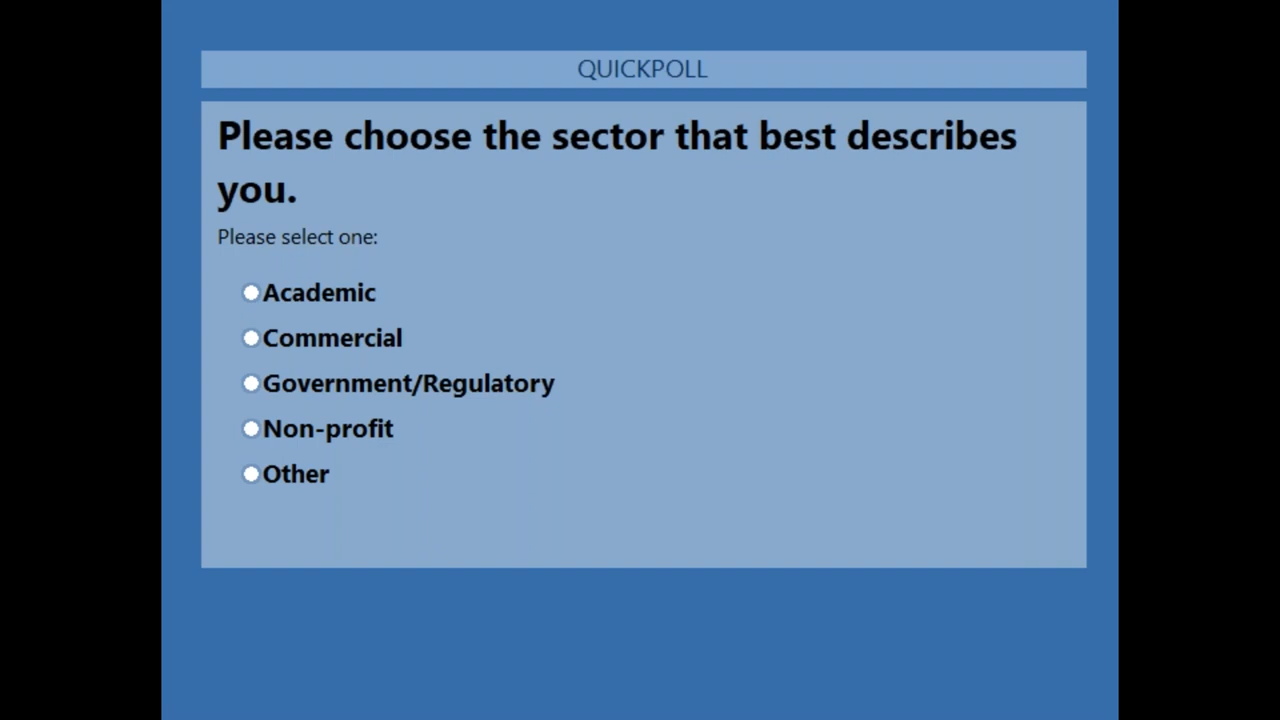 QUICKPOLL
Please choose the sector that best describes
you.
Please select one:
Academic
Commercial
Government/Regulatory
Non-profit
Other